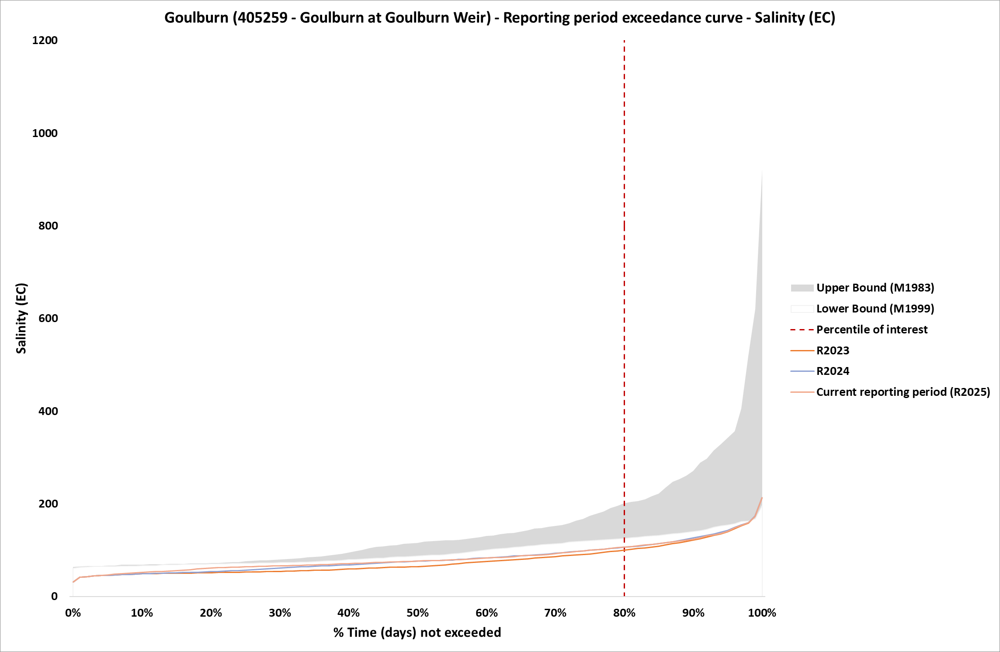 Goulburn (405259 - Goulburn at Goulburn Weir) - Reporting period exceedance curve - Salinity (EC)
1200
1000
800
600
400
200
0
Salinity (EC)
0% 10% 20% 30% 40% 50% 60% 70% 80% 90% 100%
% Time (days) not exceeded
Upper Bound (M1983)
Lower Bound (M1999)
Percentile of interest
R2023
R2024
Current reporting period (R2025)